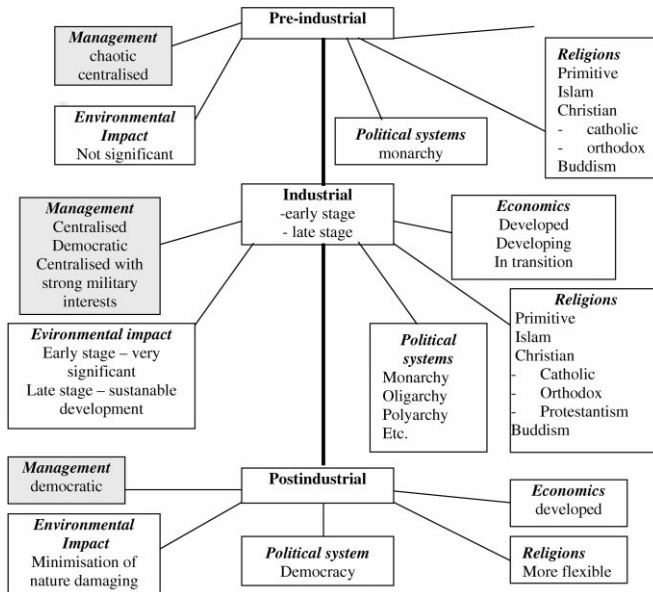 Pre-industrial
Management
chaotic
centralised
Environmental
Impact
Not significant
Political systems
monarchy
Religions
Primitive
Islam
Christian
- catholic
- orthodox
Buddism
Industrial
-early stage
- late stage
Management
Centralised
Democratic
Centralised with
strong military
interests
Economics
Developed
Developing
In transition
Evironmental impact
Early stage – very
significant
Late stage – sustanable
development
Political
systems
Monarchy
Oligarchy
Polyarchy
Etc.
Religions
Primitive
Islam
Christian
- Catholic
- Orthodox
- Protestantism
Buddism
Postindustrial
Management
democratic
Economics
developed
Environmental
Impact
Minimisation of
nature damaging
Political system
Democracy
Religions
More flexible